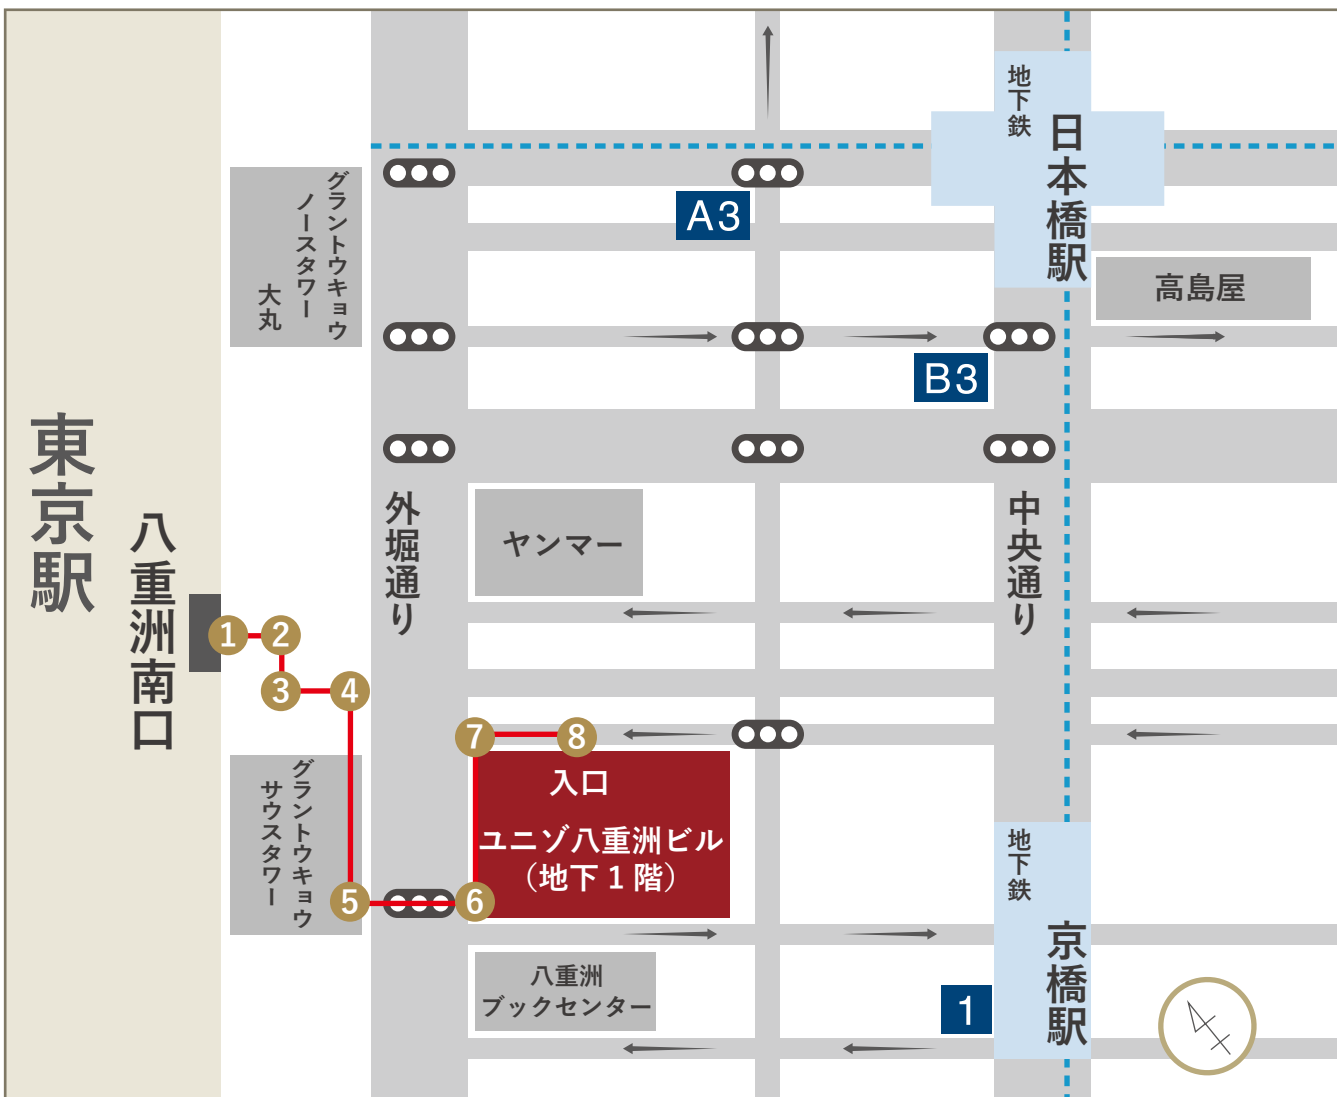 地下鉄
日本橋駅
グラントウキョウ
ノースタワー
大丸
A3
高島屋
B3
東京駅
八重洲南口
外堀通り
ヤンマー
中央通り
1
2
3
4
7
8
入口
ユニゾ八重洲ビル
（地下1階）
グラントウキョウ
サウスタワー
5
6
地下鉄
京橋駅
八重洲
ブックセンター
1